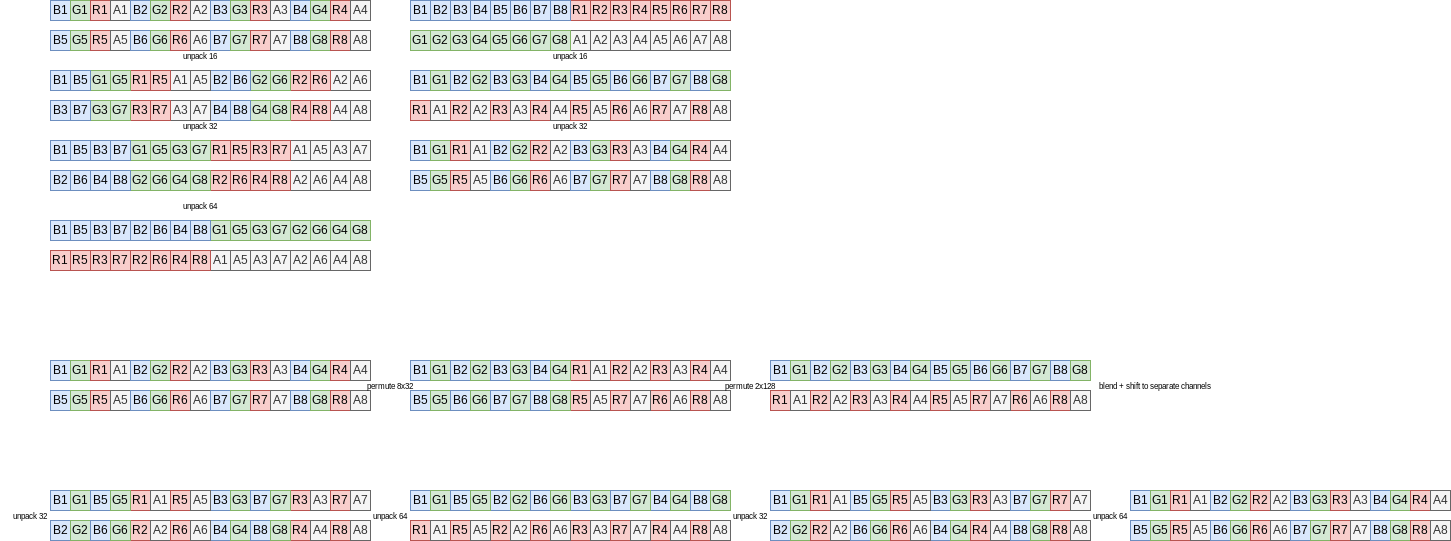 B1 G1 R1 A1 B2 G2 R2 A2 B3 G3 R3 A3 B4 G4 R4 A4
B5 G5 R5 A5 B6 G6 R6 A6 B7 G7 R7 A7 B8 G8 R8 A8
unpack 16
B1 B5 G1 G5 R1 R5 A1 A5 B2 B6 G2 G6 R2 R6 A2 A6
B3 B7 G3 G7 R3 R7 A3 A7 B4 B8 G4 G8 R4 R8 A4 A8
unpack 32
B1 B5 B3 B7 G1 G5 G3 G7 R1 R5 R3 R7 A1 A5 A3 A7
B2 B6 B4 B8 G2 G6 G4 G8 R2 R6 R4 R8 A2 A6 A4 A8
unpack 64
B1 B5 B3 B7 B2 B6 B4 B8 G1 G5 G3 G7 G2 G6 G4 G8
R1 R5 R3 R7 R2 R6 R4 R8 A1 A5 A3 A7 A2 A6 A4 A8
B1 B2 B3 B4 B5 B6 B7 B8 R1 R2 R3 R4 R5 R6 R7 R8
G1 G2 G3 G4 G5 G6 G7 G8 A1 A2 A3 A4 A5 A6 A7 A8
unpack 16
B1 G1 B2 G2 B3 G3 B4 G4 B5 G5 B6 G6 B7 G7 B8 G8
R1 A1 R2 A2 R3 A3 R4 A4 R5 A5 R6 A6 R7 A7 R8 A8
unpack 32
B1 G1 R1 A1 B2 G2 R2 A2 B3 G3 R3 A3 B4 G4 R4 A4
B5 G5 R5 A5 B6 G6 R6 A6 B7 G7 R7 A7 B8 G8 R8 A8
B1 G1 R1 A1 B2 G2 R2 A2 B3 G3 R3 A3 B4 G4 R4 A4
B5 G5 R5 A5 B6 G6 R6 A6 B7 G7 R7 A7 B8 G8 R8 A8
permute 8x32
B1 G1 B2 G2 B3 G3 B4 G4 R1 A1 R2 A2 R3 A3 R4 A4
B5 G5 B6 G6 B7 G7 B8 G8 R5 A5 R7 A7 R6 A6 R8 A8
permute 2x128
B1 G1 B2 G2 B3 G3 B4 G4 B5 G5 B6 G6 B7 G7 B8 G8
R1 A1 R2 A2 R3 A3 R4 A4 R5 A5 R7 A7 R6 A6 R8 A8
blend + shift to separate channels
unpack 32
B1 G1 B5 G5 R1 A1 R5 A5 B3 G3 B7 G7 R3 A3 R7 A7
B2 G2 B6 G6 R2 A2 R6 A6 B4 G4 B8 G8 R4 A4 R8 A8
unpack 64
B1 G1 B5 G5 B2 G2 B6 G6 B3 G3 B7 G7 B4 G4 B8 G8
R1 A1 R5 A5 R2 A2 R6 A6 R3 A3 R7 A7 R4 A4 R8 A8
unpack 32
B1 G1 R1 A1 B5 G5 R5 A5 B3 G3 R3 A3 B7 G7 R7 A7
B2 G2 R2 A2 B6 G6 R6 A6 B4 G4 R4 A4 B8 G8 R8 A8
unpack 64
B1 G1 R1 A1 B2 G2 R2 A2 B3 G3 R3 A3 B4 G4 R4 A4
B5 G5 R5 A5 B6 G6 R6 A6 B7 G7 R7 A7 B8 G8 R8 A8